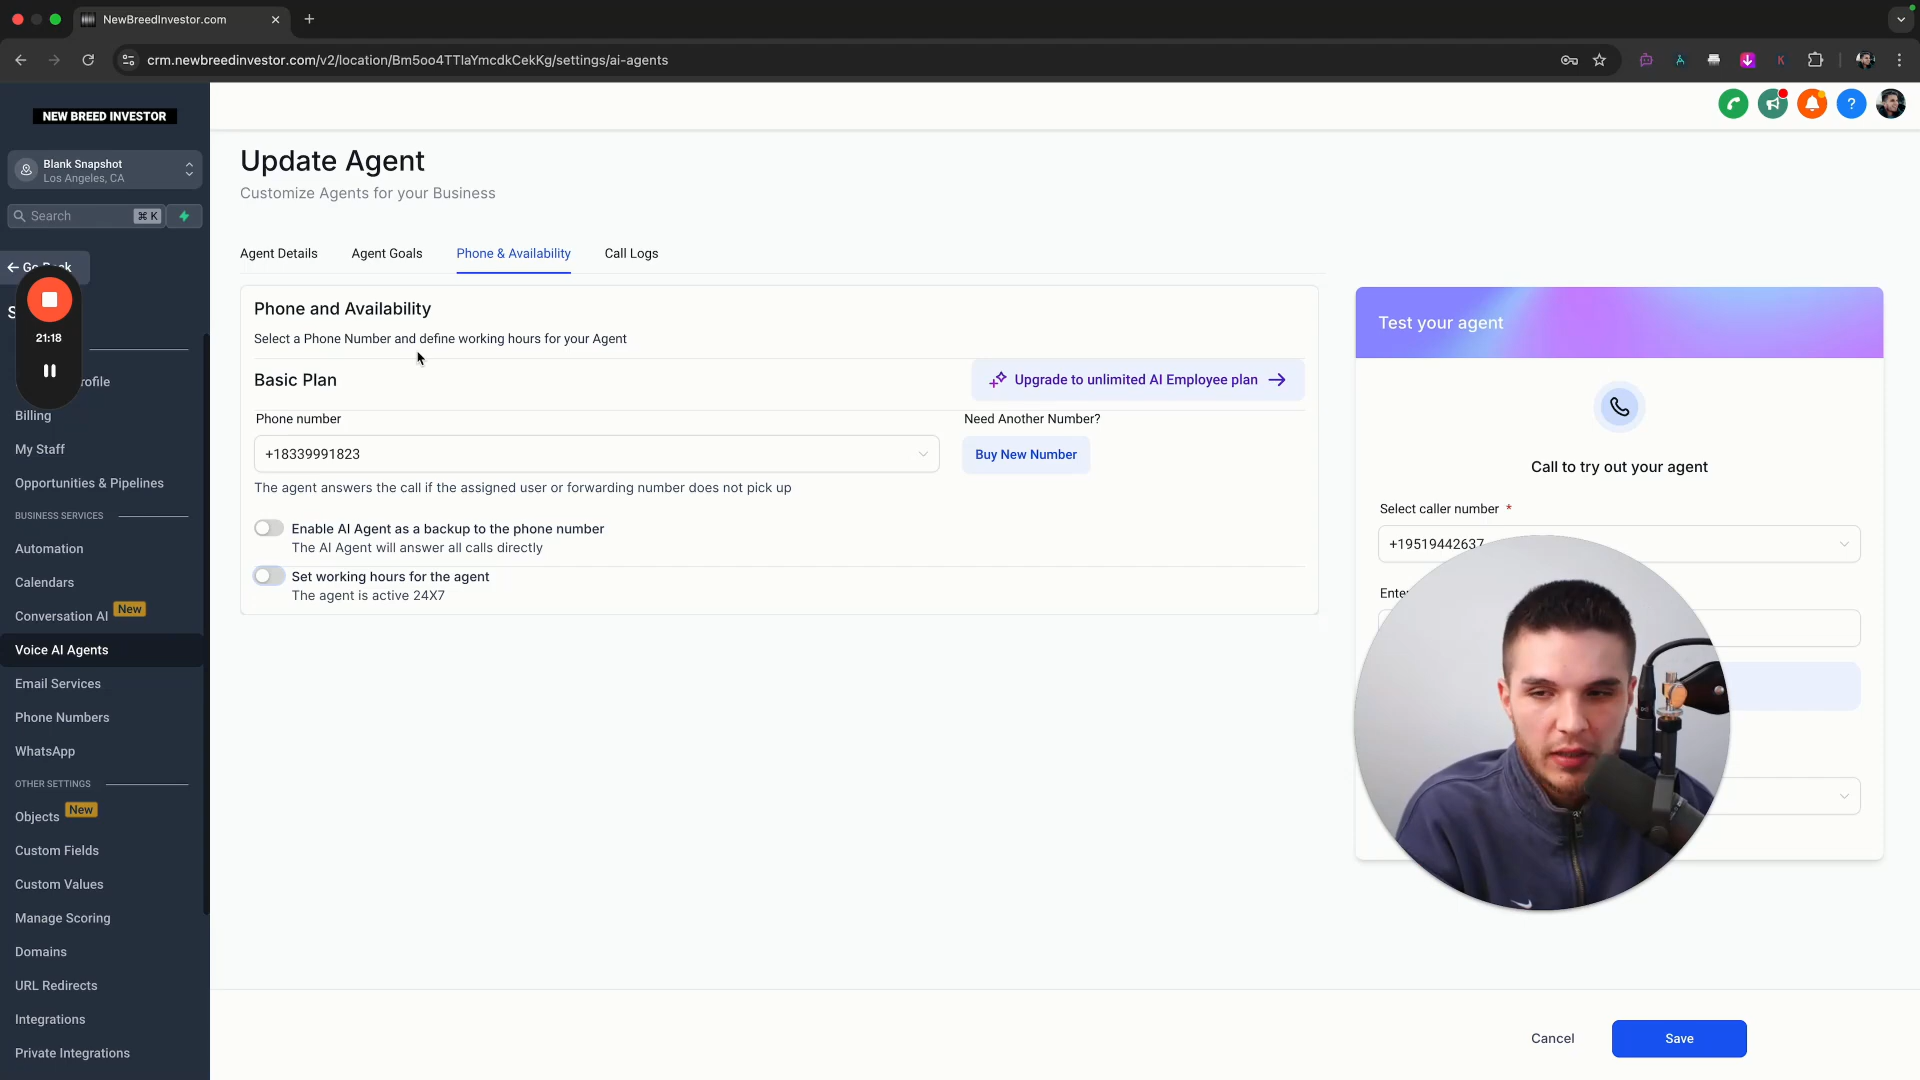 NewBreedInvestor.com
crm.newbreedinvestor.com/v2/location/Bm5oo4TTIaYmcdkCekKg/settings/ai-agents
NEW BREED INVESTOR
Blank Snapshot
Los Angeles, CA
Search
⌘ K
Go Back
21:18
Billing
My Staff
Opportunities & Pipelines
BUSINESS SERVICES
Automation
Calendars
Conversation AI New
Voice AI Agents
Email Services
Phone Numbers
WhatsApp
OTHER SETTINGS
Objects New
Custom Fields
Custom Values
Manage Scoring
Domains
URL Redirects
Integrations
Private Integrations
Update Agent
Customize Agents for your Business
Agent Details
Agent Goals
Phone & Availability
Call Logs
Phone and Availability
Select a Phone Number and define working hours for your Agent
Basic Plan
Upgrade to unlimited AI Employee plan
Phone number
Need Another Number?
+18339991823
Buy New Number
The agent answers the call if the assigned user or forwarding number does not pick up
Enable AI Agent as a backup to the phone number
The AI Agent will answer all calls directly
Set working hours for the agent
The agent is active 24X7
Test your agent
Call to try out your agent
Select caller number *
+19519442637
Cancel
Save